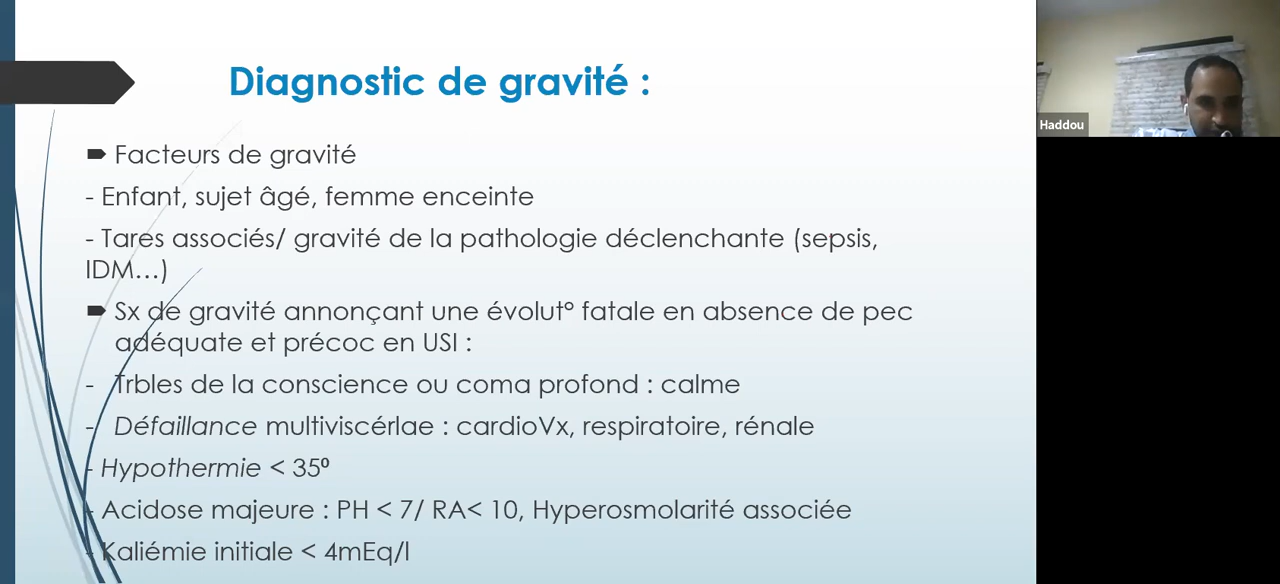 Diagnostic de gravité :
Facteurs de gravité
- Enfant, sujet âgé, femme enceinte
- Tares associés/ gravité de la pathologie déclenchante (sepsis,
IDM...)
Sx de gravité annonçant une évolut° fatale en absence de pec
adéquate et précoc en USI :
- Trbles de la conscience ou coma profond : calme
- Défaillance multiviscérlae : cardioVx, respiratoire, rénale
- Hypothermie < 35⁰
- Acidose majeure : PH < 7/ RA< 10, Hyperosmolarité associée
- Kaliémie initiale < 4mEq/l
Haddou